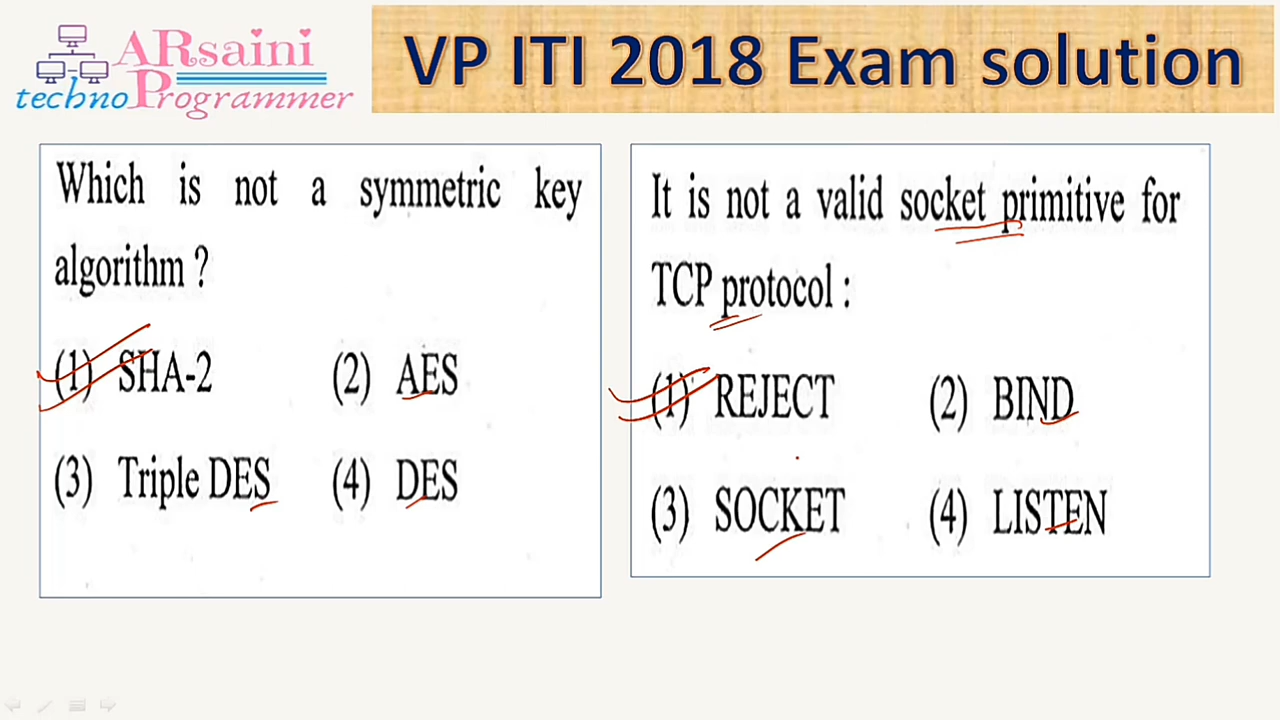 ARsaini
techno Programmer
VP ITI 2018 Exam solution
Which is not a symmetric key
algorithm ?
(1) SHA-2 (2) AES
(3) Triple DES (4) DES
It is not a valid socket primitive for
TCP protocol :
(1) REJECT (2) BIND
(3) SOCKET (4) LISTEN